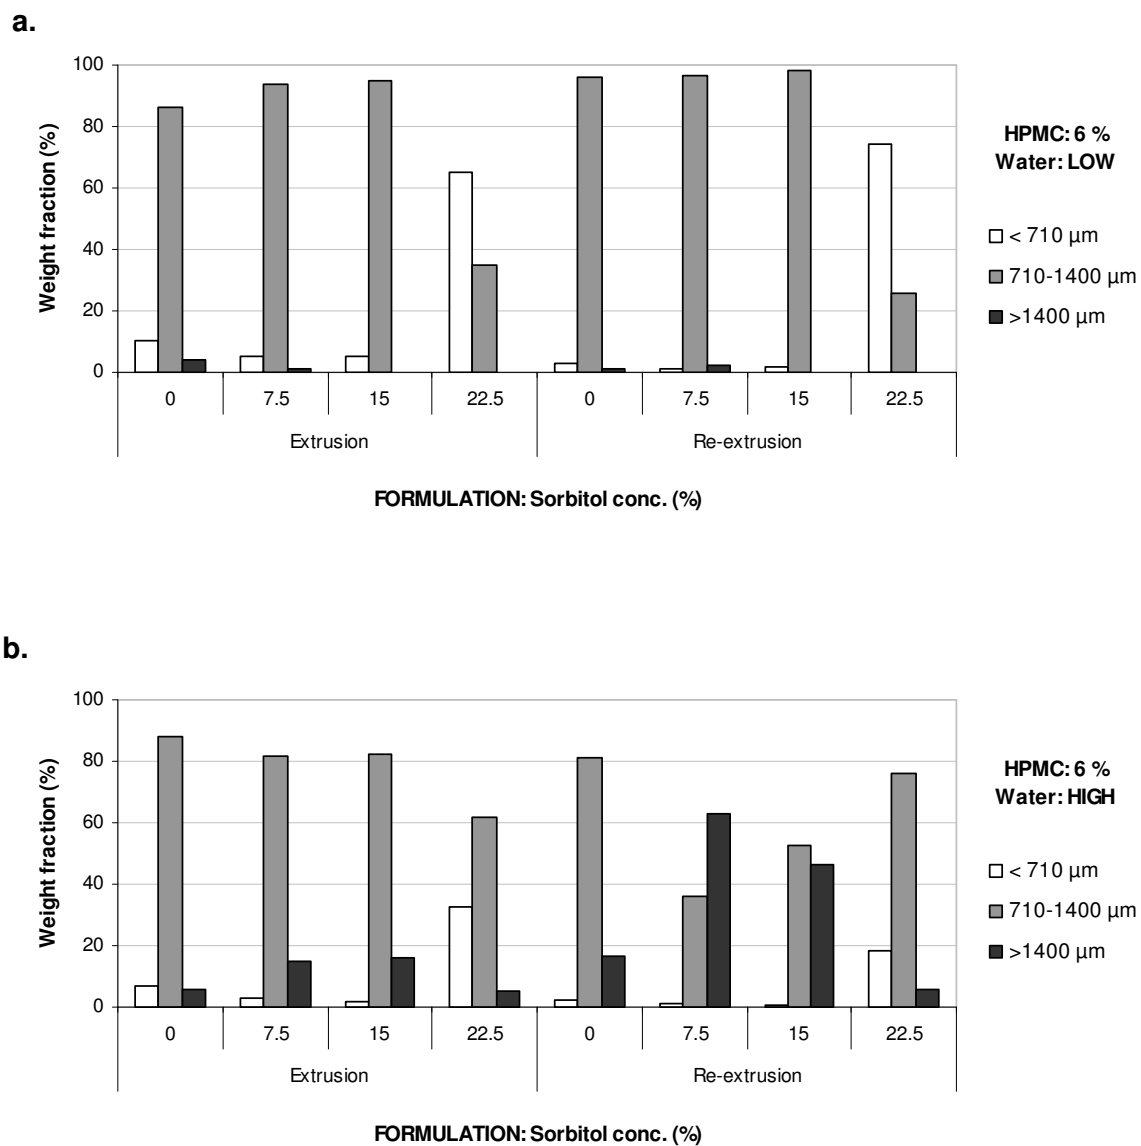 a.
100
80
60
40
20
0
Weight fraction (%)
0 7.5 15 22.5 0 7.5 15 22.5
Extrusion Re-extrusion
FORMULATION: Sorbitol conc. (%)
HPMC: 6 %
Water: LOW
< 710 µm
710-1400 µm
>1400 µm
b.
100
80
60
40
20
0
Weight fraction (%)
0 7.5 15 22.5 0 7.5 15 22.5
Extrusion Re-extrusion
FORMULATION: Sorbitol conc. (%)
HPMC: 6 %
Water: HIGH
< 710 µm
710-1400 µm
>1400 µm